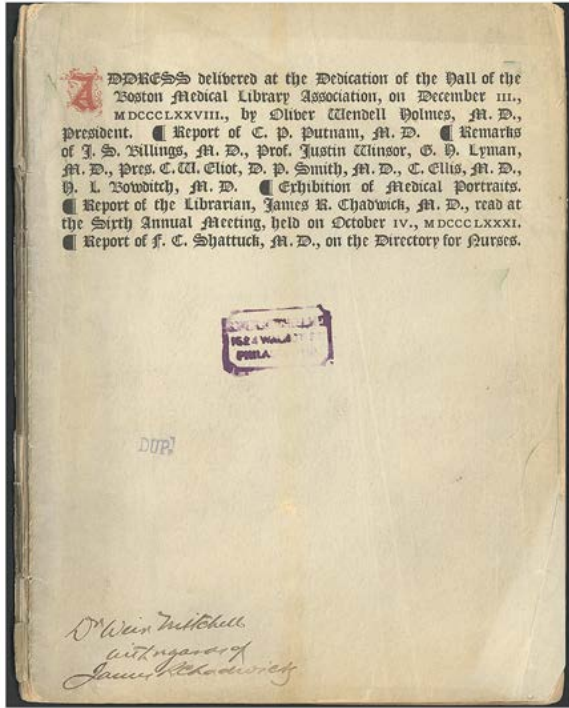 ADDRESS delivered at the Dedication of the Hall of the
Boston Medical Library Association, on December III.,
MDCCCLXXVIII., by Oliver Wendell Holmes, M. D.,
President. ¶ Report of C. P. Putnam, M. D. ¶ Remarks
of J. S. Billings, M. D., Prof. Justin Winsor, G. H. Lyman,
M. D., Pres. C. W. Eliot, D. P. Smith, M. D., C. Ellis, M. D.,
H. I. Bowditch, M. D. ¶ Exhibition of Medical Portraits.
¶ Report of the Librarian, James R. Chadwick, M. D., read at
the Sixth Annual Meeting, held on October IV., MDCCCLXXXI.
¶ Report of F. C. Shattuck, M. D., on the Directory for Nurses.
1524
PHILA
DUP.
Dr Weir Mitchell
with regards of
James R Chadwick